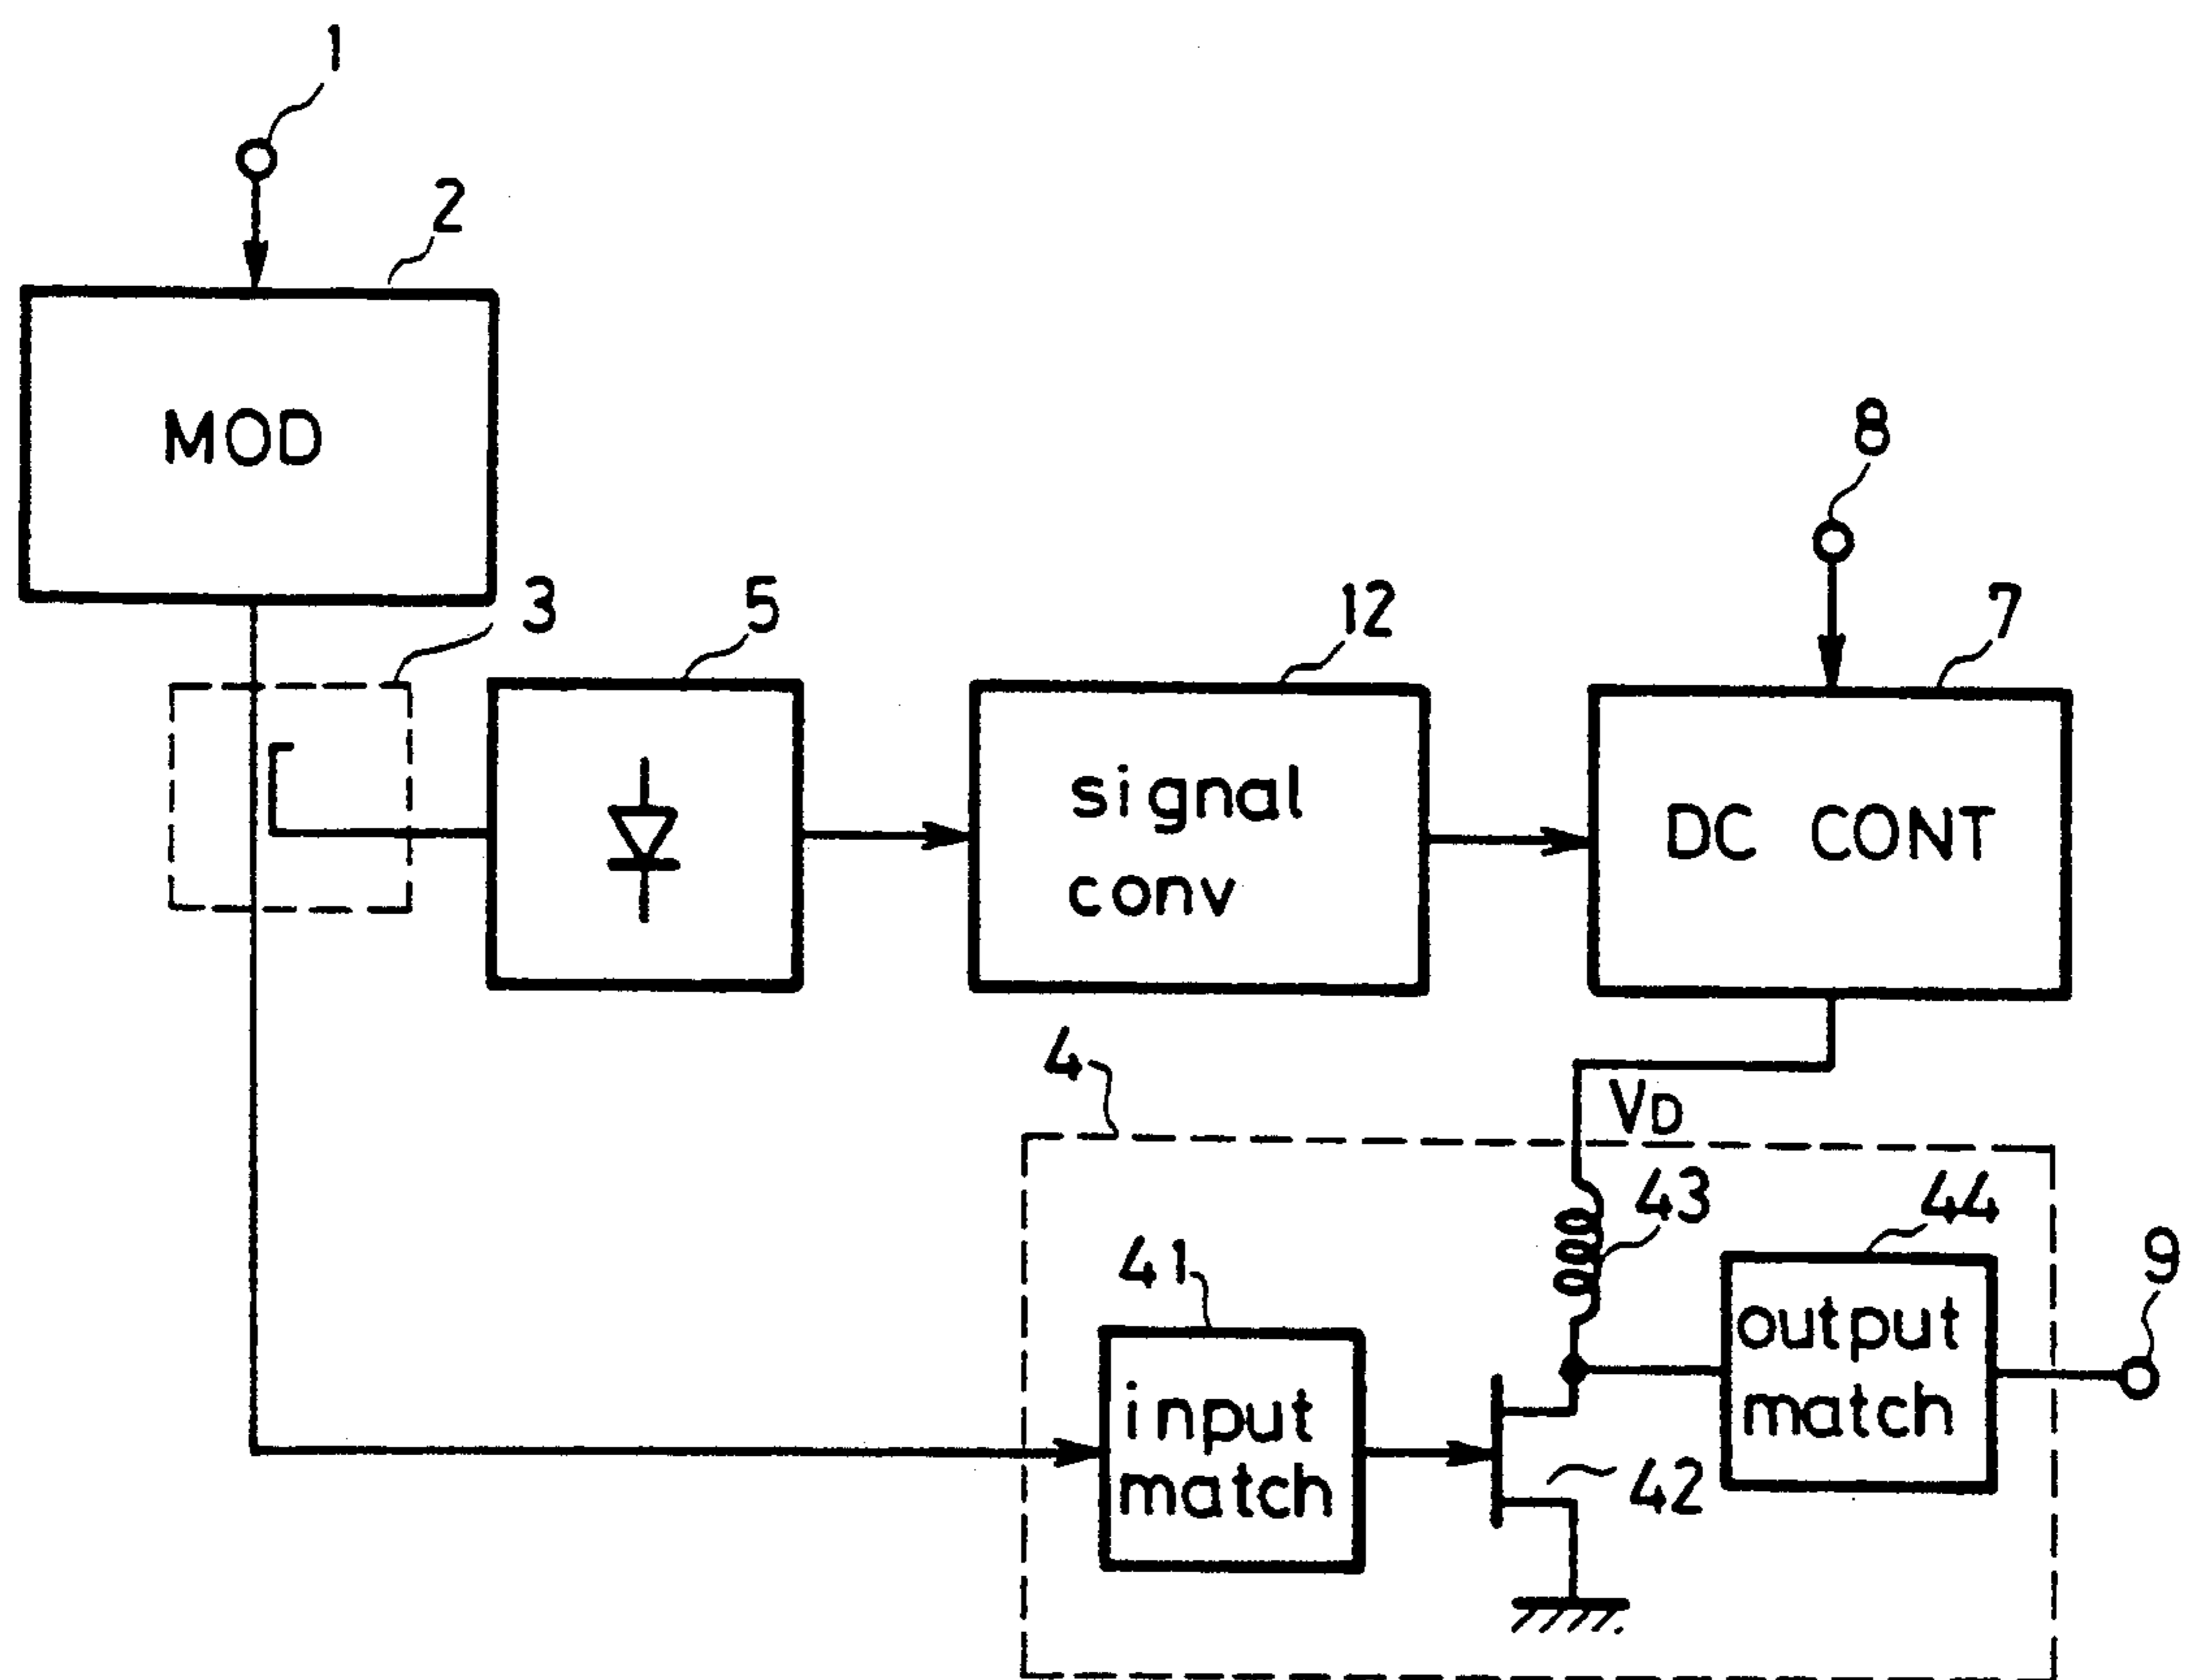 1
2
MOD
8
3
5
12
7
signal
conv
DC CONT
4
VD
43
44
41
9
output
match
input
match
42